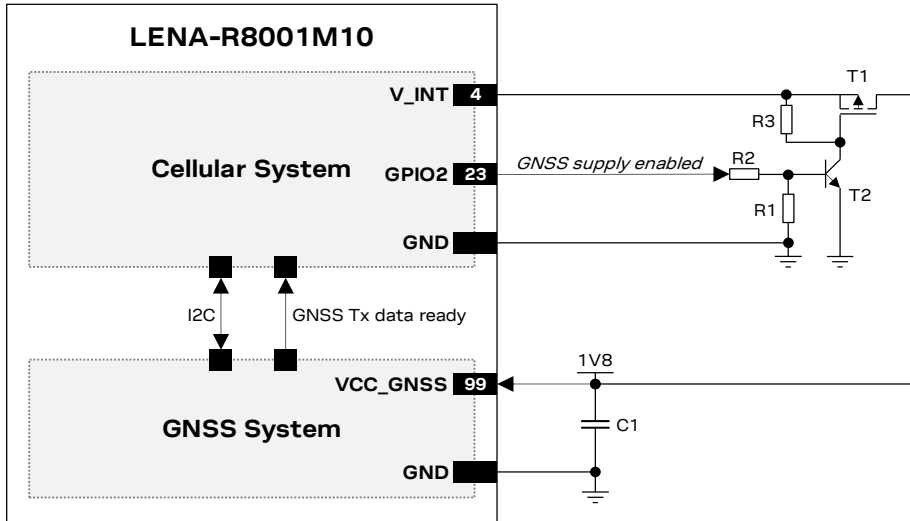 LENA-R8001M10
Cellular System
V_INT 4
GPIO2 23
GND
GNSS supply enabled
R3
T1
R2
R1
T2
I2C
GNSS Tx data ready
GNSS System
VCC_GNSS 99
GND
1V8
C1